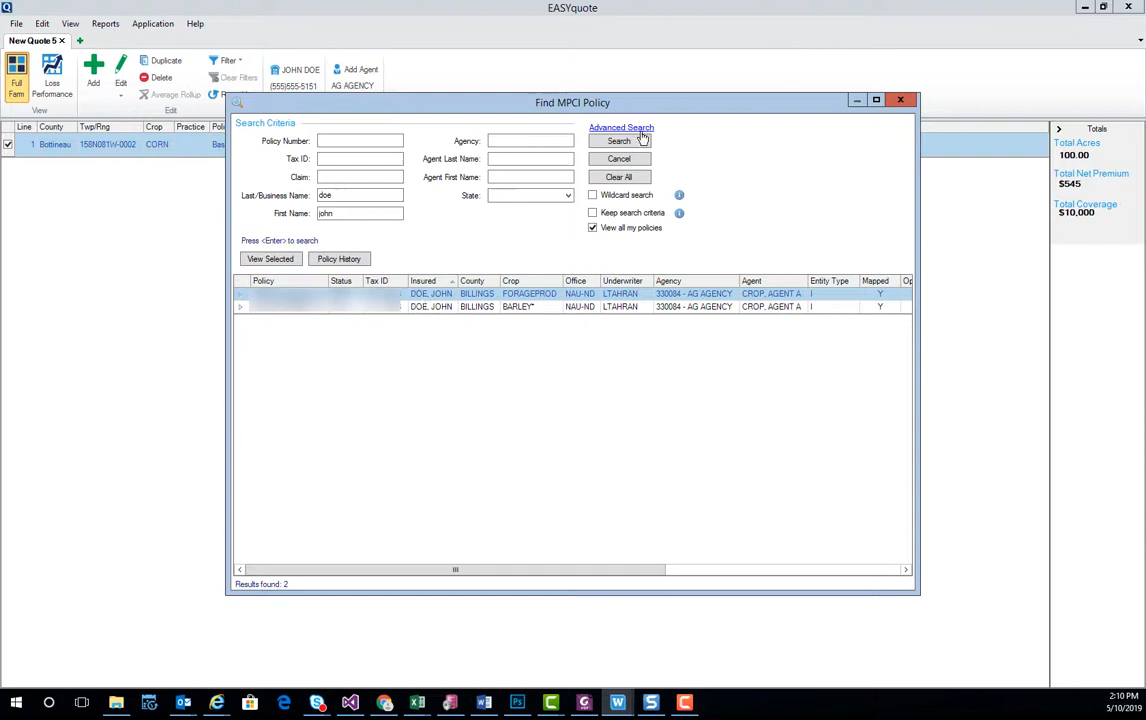 EASYquote
File Edit View Reports Application Help
New Quote 5
Full Farm
Loss Performance
View
Add
Edit
Duplicate
Delete
Average Rollup
Edit
Filter
Clear Filters
JOHN DOE
(555)555-5151
Add Agent
AG AGENCY
Line County Twp/Rng Crop Practice
1 Bottineau 158N081W-0002 CORN
Find MPCI Policy
Search Criteria
Policy Number:
Tax ID:
Claim:
Last/Business Name: doe
First Name: john
Agency:
Agent Last Name:
Agent First Name:
State:
Advanced Search
Search
Cancel
Clear All
Wildcard search
Keep search criteria
View all my policies
Press <Enter> to search
View Selected Policy History
Policy Status Tax ID Insured County Crop Office Underwriter Agency Agent Entity Type Mapped Op
DOE, JOHN BILLINGS FORAGEPROD NAU-ND LTAHRAN 330084 - AG AGENCY CROP, AGENT A I Y
DOE, JOHN BILLINGS BARLEY* NAU-ND LTAHRAN 330084 - AG AGENCY CROP, AGENT A I Y
Results found: 2
Totals
Total Acres
100.00
Total Net Premium
$545
Total Coverage
$10,000
2:10 PM
5/10/2019